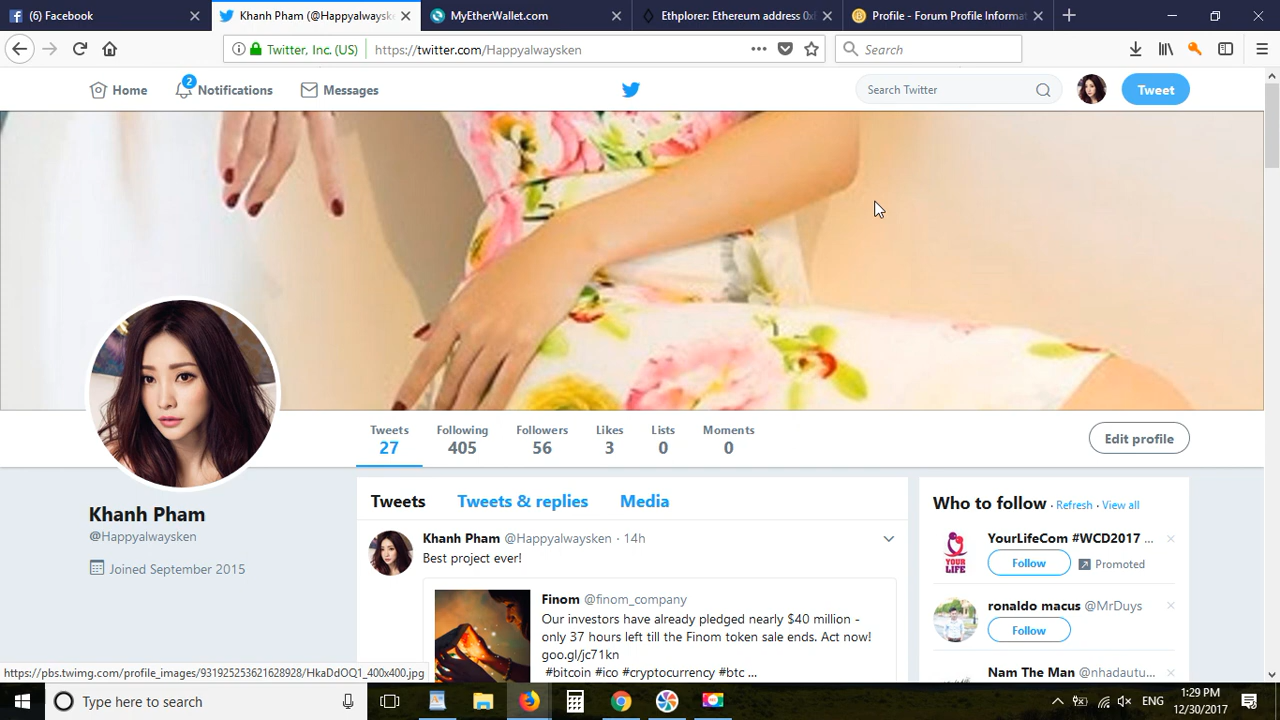 (6) Facebook
Khanh Pham (@Happyalwayske
MyEtherWallet.com
Ethplorer: Ethereum address 0x
Profile - Forum Profile Informat
Twitter, Inc. (US)
https://twitter.com/Happyalwaysken
Search
Home
2
Notifications
Messages
Search Twitter
Tweet
Tweets
27
Following
405
Followers
56
Likes
3
Lists
0
Moments
0
Edit profile
Khanh Pham
@Happyalwaysken
Joined September 2015
Tweets
Tweets & replies
Media
Khanh Pham @Happyalwaysken · 14h
Best project ever!
Finom @finom_company
Our investors have already pledged nearly $40 million -
only 37 hours left till the Finom token sale ends. Act now!
goo.gl/jc71kn
#bitcoin #ico #cryptocurrency #btc ...
Who to follow · Refresh · View all
YourLifeCom #WCD2017 ...
YOUR
LIFE
Follow
Promoted
ronaldo macus @MrDuys
Follow
Nam The Man @nhadautu...
https://pbs.twimg.com/profile_images/931925253621628928/HkaDdOQ1_400x400.jpg
Type here to search
ENG
1:29 PM
12/30/2017